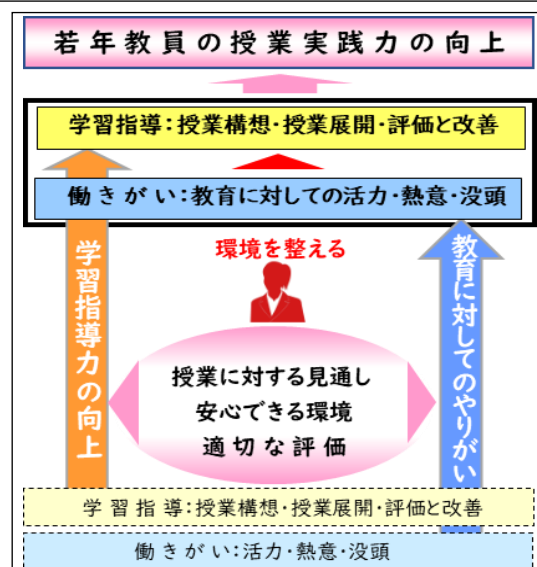 若年教員の授業実践力の向上
学習指導：授業構想・授業展開・評価と改善
働きがい：教育に対しての活力・熱意・没頭
環境を整える
学習指導力の向上
授業に対する見通し
安心できる環境
適切な評価
教育に対してのやりがい
学習指導：授業構想・授業展開・評価と改善
働きがい：活力・熱意・没頭